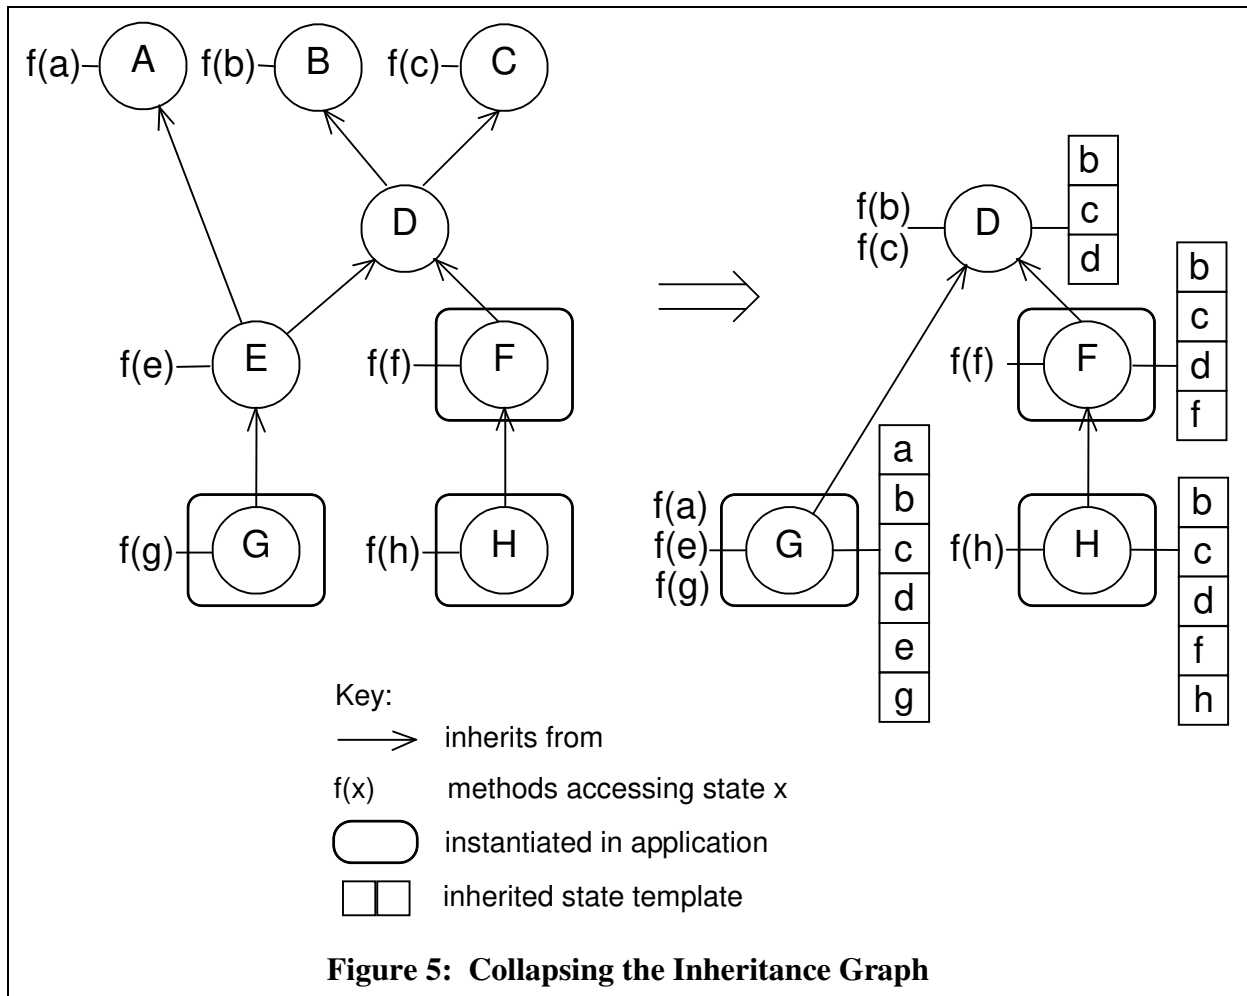 f(a) A f(b) B f(c) C
D
f(e) E f(f) F
f(g) G f(h) H
f(b)
f(c)
D
b
c
d
f(f) F
b
c
d
f
f(a)
f(e)
f(g)
G
a
b
c
d
e
g
f(h) H
b
c
d
f
h
Key:
inherits from
f(x) methods accessing state x
instantiated in application
inherited state template
Figure 5: Collapsing the Inheritance Graph